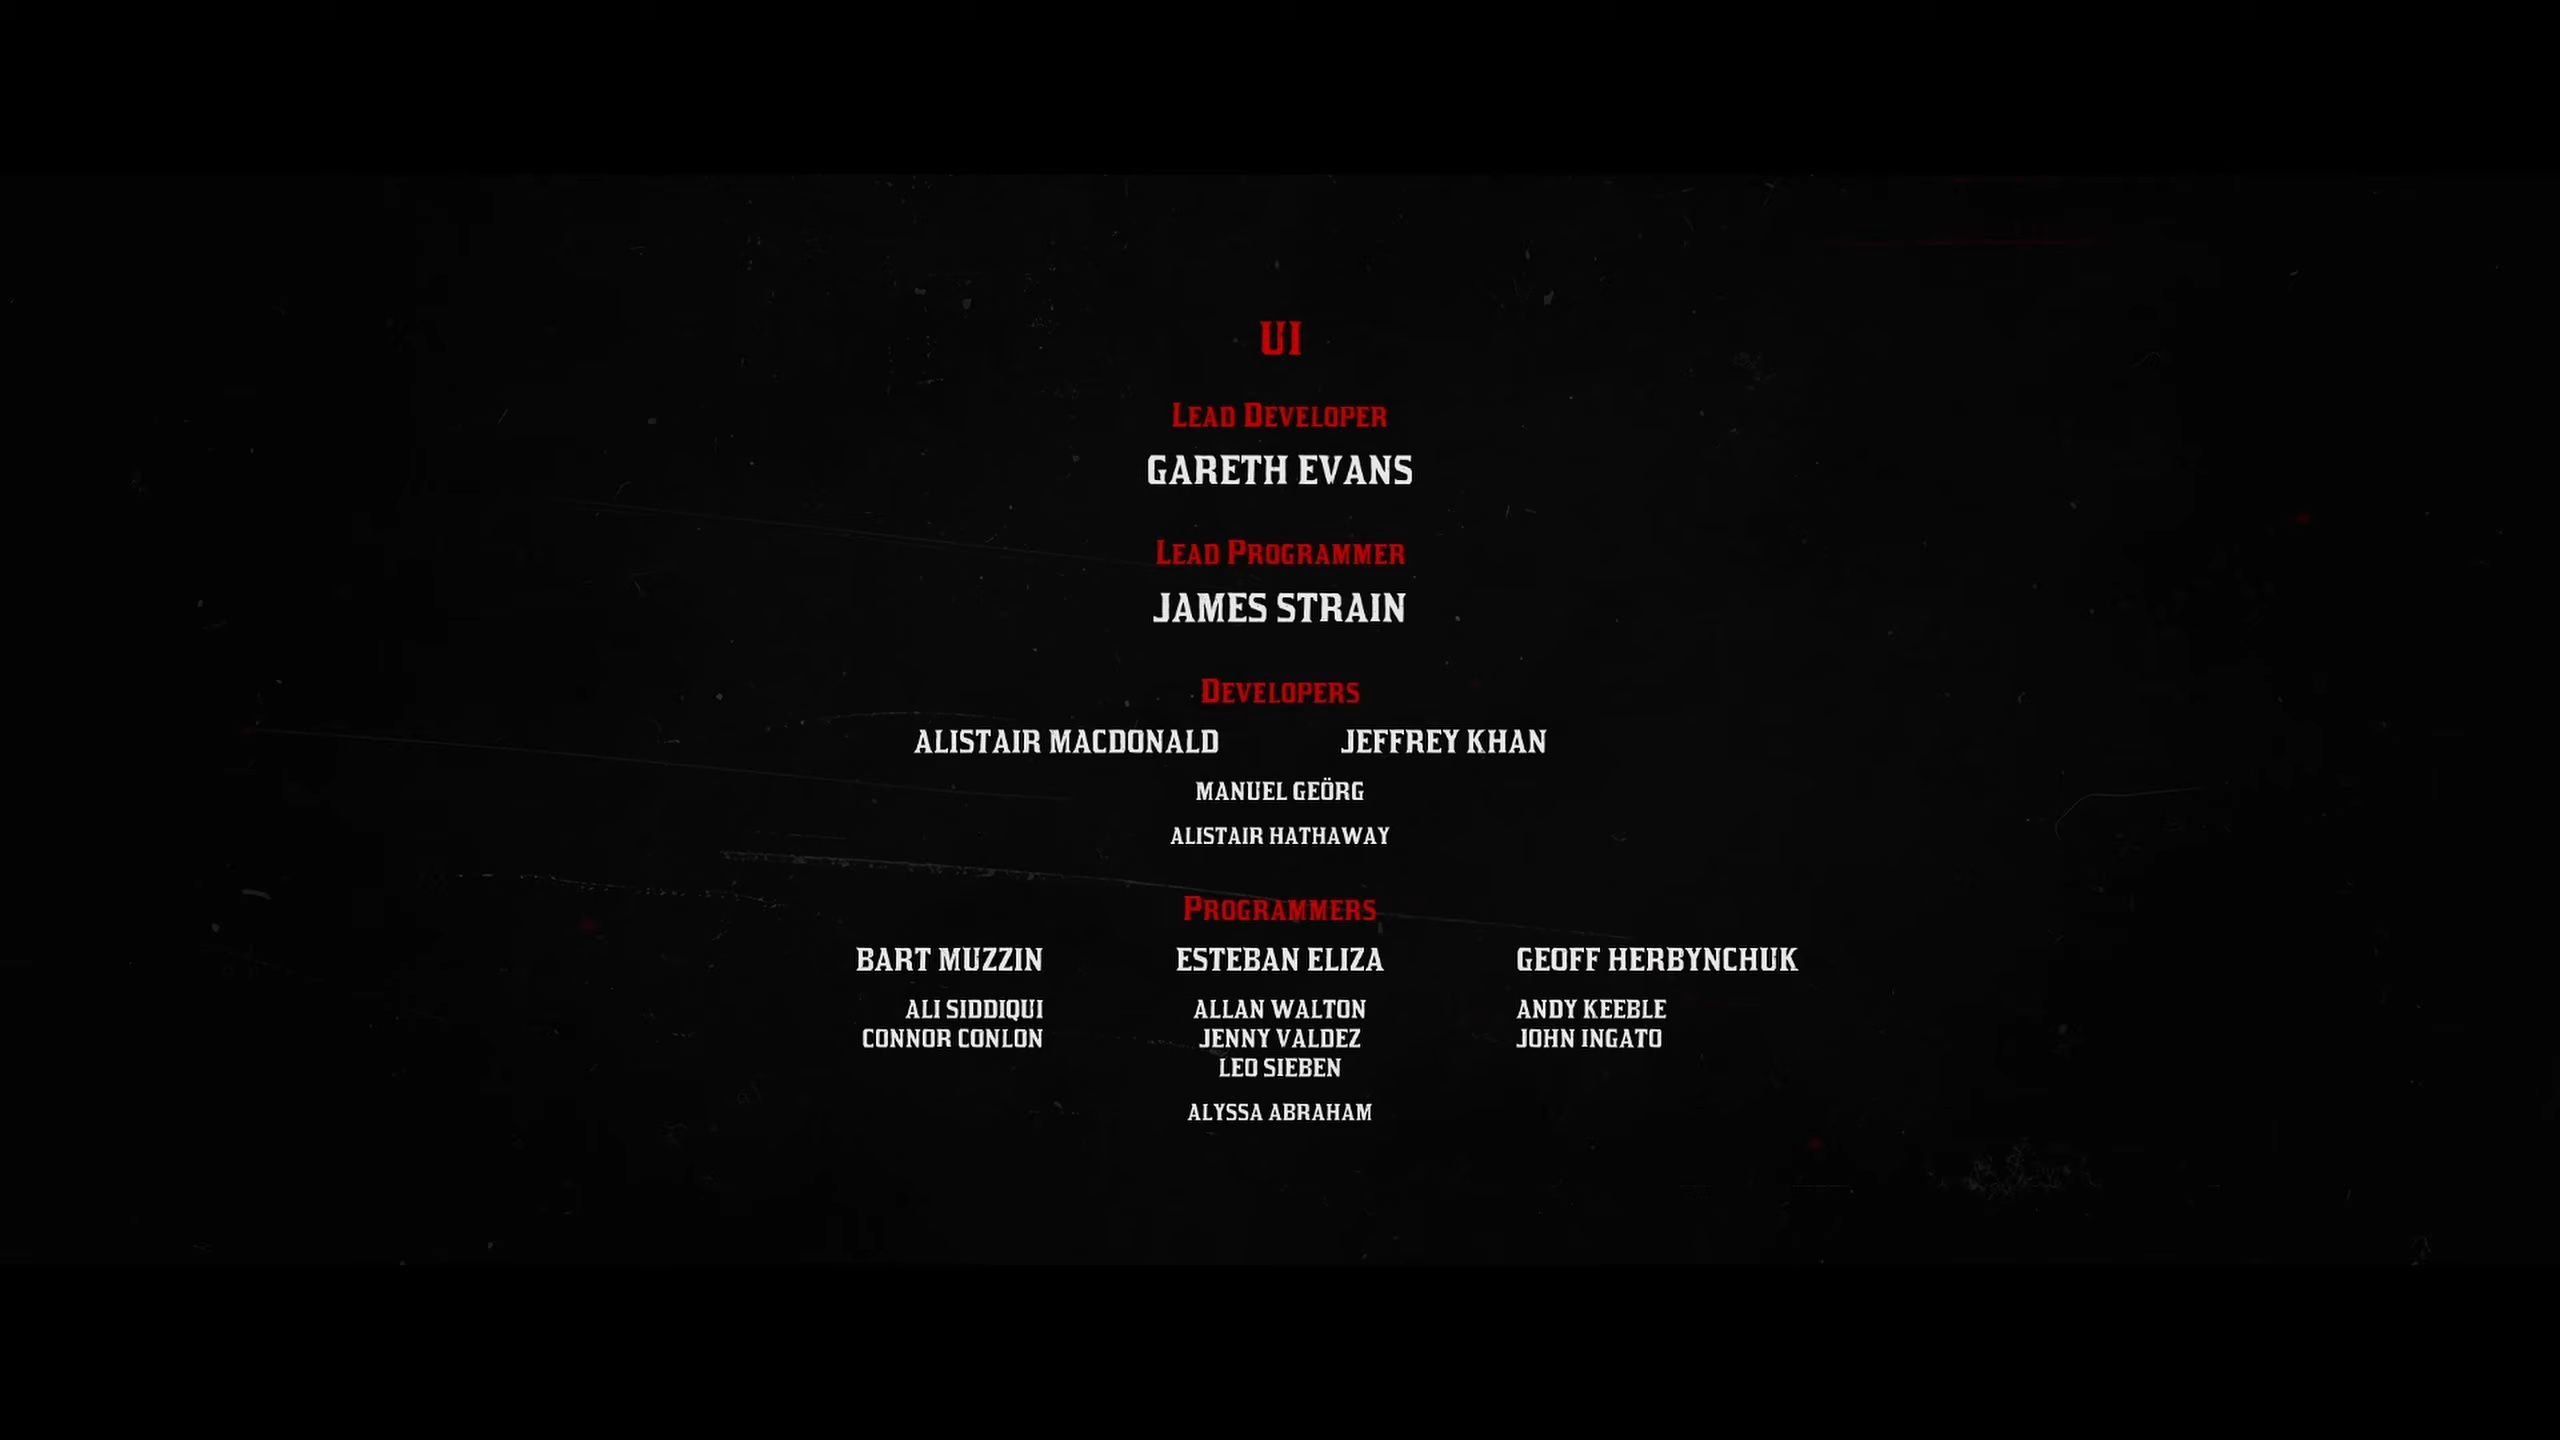 UI
LEAD DEVELOPER
GARETH EVANS
LEAD PROGRAMMER
JAMES STRAIN
DEVELOPERS
ALISTAIR MACDONALD JEFFREY KHAN
MANUEL GEÖRG
ALISTAIR HATHAWAY
PROGRAMMERS
BART MUZZIN ESTEBAN ELIZA GEOFF HERBYNCHUK
ALI SIDDIQUI ALLAN WALTON ANDY KEEBLE
CONNOR CONLON JENNY VALDEZ JOHN INGATO
LEO SIEBEN
ALYSSA ABRAHAM